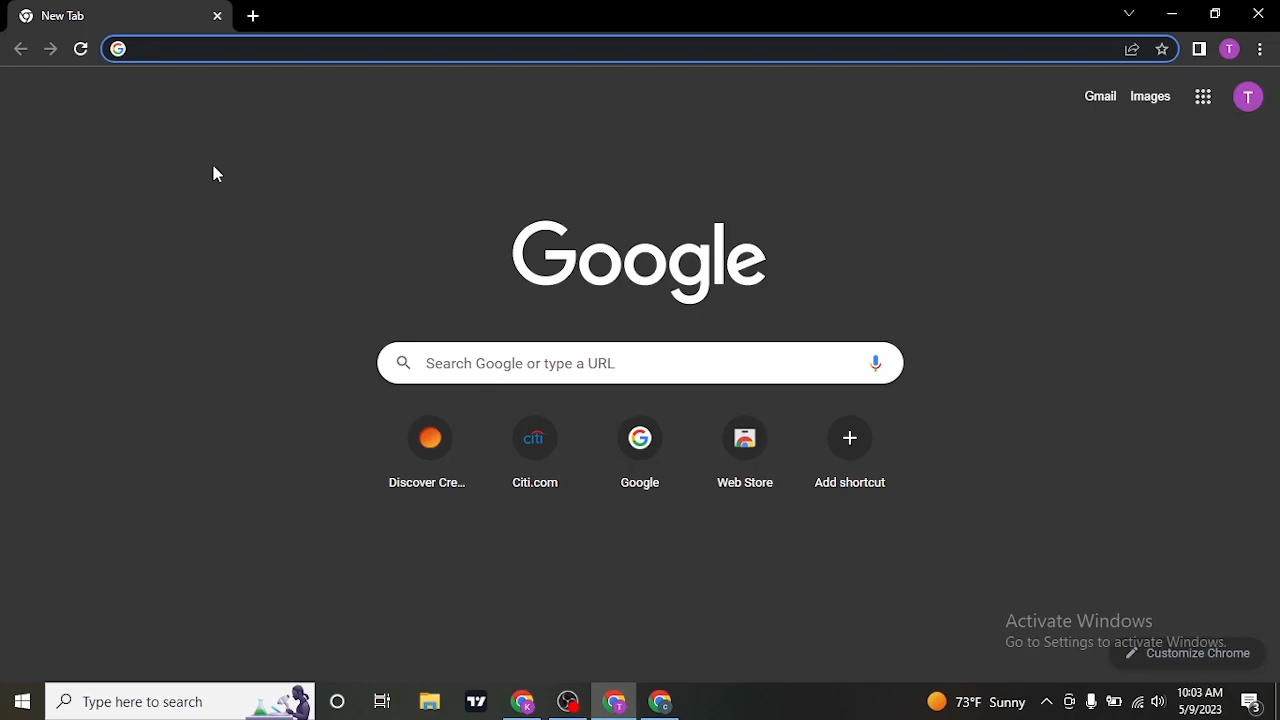 New Tab
Gmail Images
T
T
Google
Search Google or type a URL
citi
Discover Cre...
Citi.com
Google
Web Store
Add shortcut
Activate Windows
Go to Settings to activate Windows.
Customize Chrome
Type here to search
K
T
C
73°F Sunny
10:03 AM
5/9/2023
3